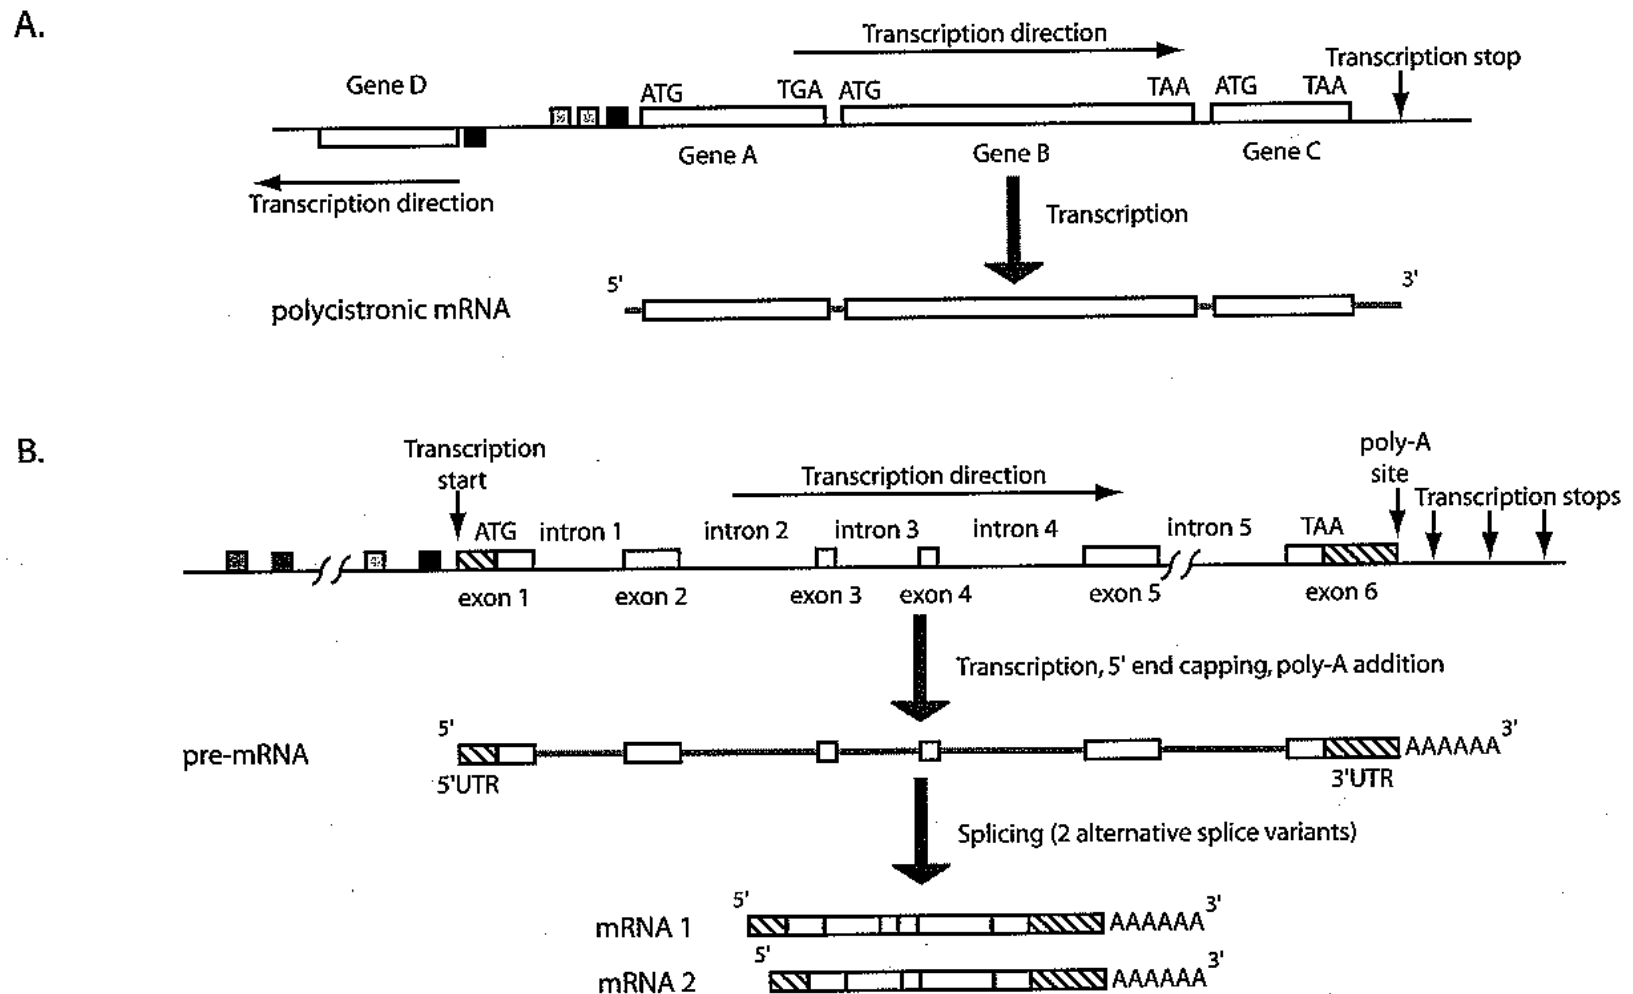 A.
Transcription direction
Transcription stop
Gene D
ATG
TGA
ATG
TAA
ATG
TAA
Gene A
Gene B
Gene C
Transcription direction
Transcription
5'
3'
polycistronic mRNA
B.
Transcription
start
Transcription direction
poly-A
site
Transcription stops
ATG
intron 1
intron 2
intron 3
intron 4
intron 5
TAA
exon 1
exon 2
exon 3
exon 4
exon 5
exon 6
Transcription, 5' end capping, poly-A addition
5'
3'
pre-mRNA
AAAAAA
5'UTR
3'UTR
Splicing (2 alternative splice variants)
5'
3'
mRNA 1
AAAAAA
5'
3'
mRNA 2
AAAAAA